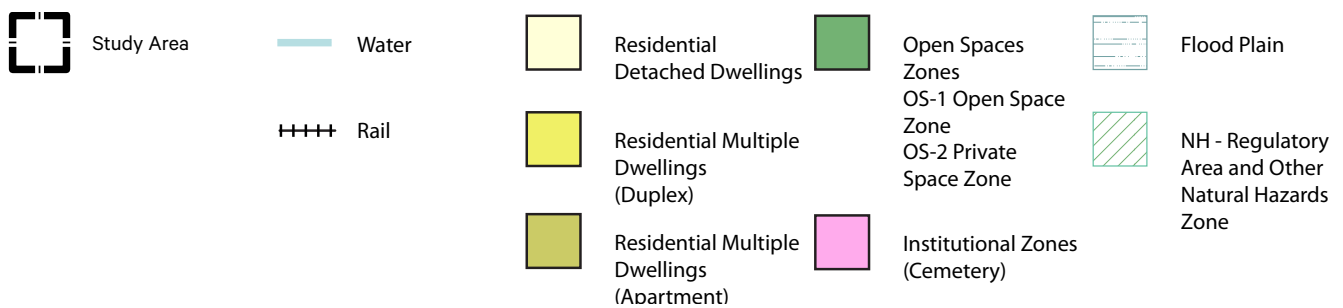 Study Area
Water
Rail
Residential
Detached Dwellings
Residential Multiple
Dwellings
(Duplex)
Residential Multiple
Dwellings
(Apartment)
Open Spaces
Zones
OS-1 Open Space
Zone
OS-2 Private
Space Zone
Institutional Zones
(Cemetery)
Flood Plain
NH - Regulatory
Area and Other
Natural Hazards
Zone